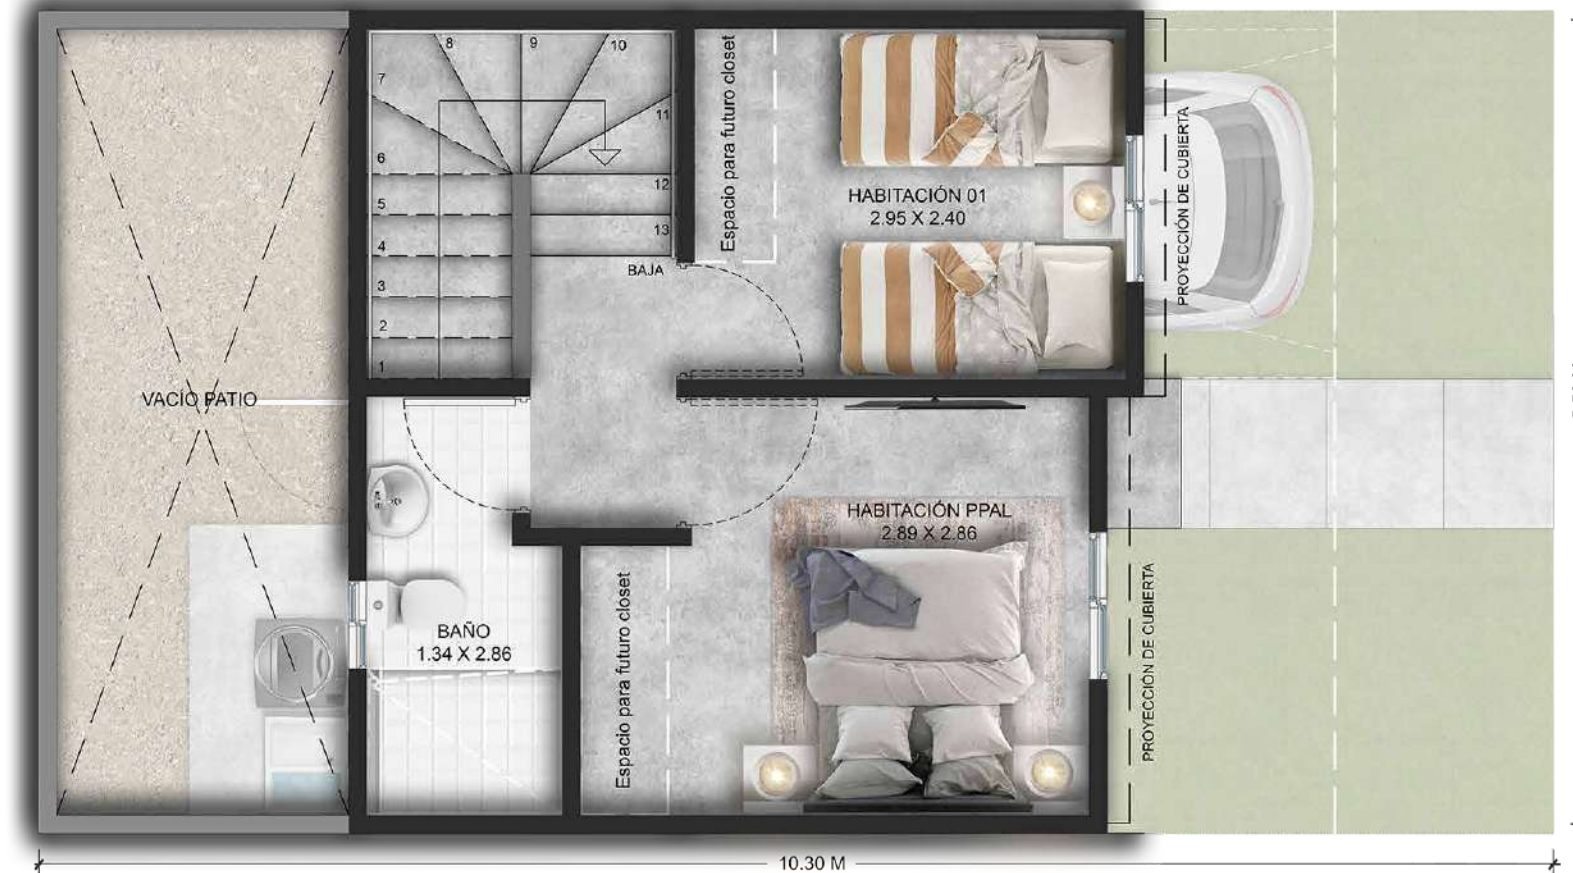 7
8
9
10
11
6
5
4
3
2
1
12
13
BAJA
Espacio para futuro closet
HABITACIÓN 01
2.95 X 2.40
PROYECCIÓN DE CUBIERTA
VACÍO PATIO
BAÑO
1.34 X 2.86
Espacio para futuro closet
HABITACIÓN PPAL
2.89 X 2.86
PROYECCIÓN DE CUBIERTA
10.30 M